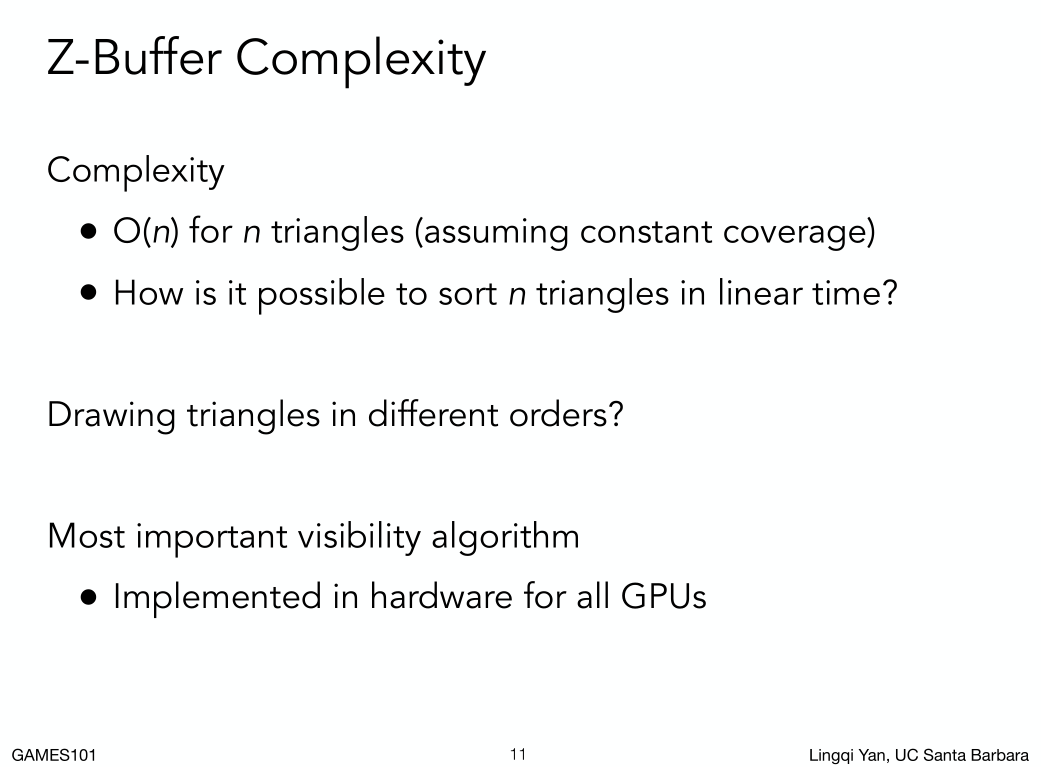 Z-Buffer Complexity
Complexity
• O(n) for n triangles (assuming constant coverage)
• How is it possible to sort n triangles in linear time?
Drawing triangles in different orders?
Most important visibility algorithm
• Implemented in hardware for all GPUs
GAMES101 11 Lingqi Yan, UC Santa Barbara